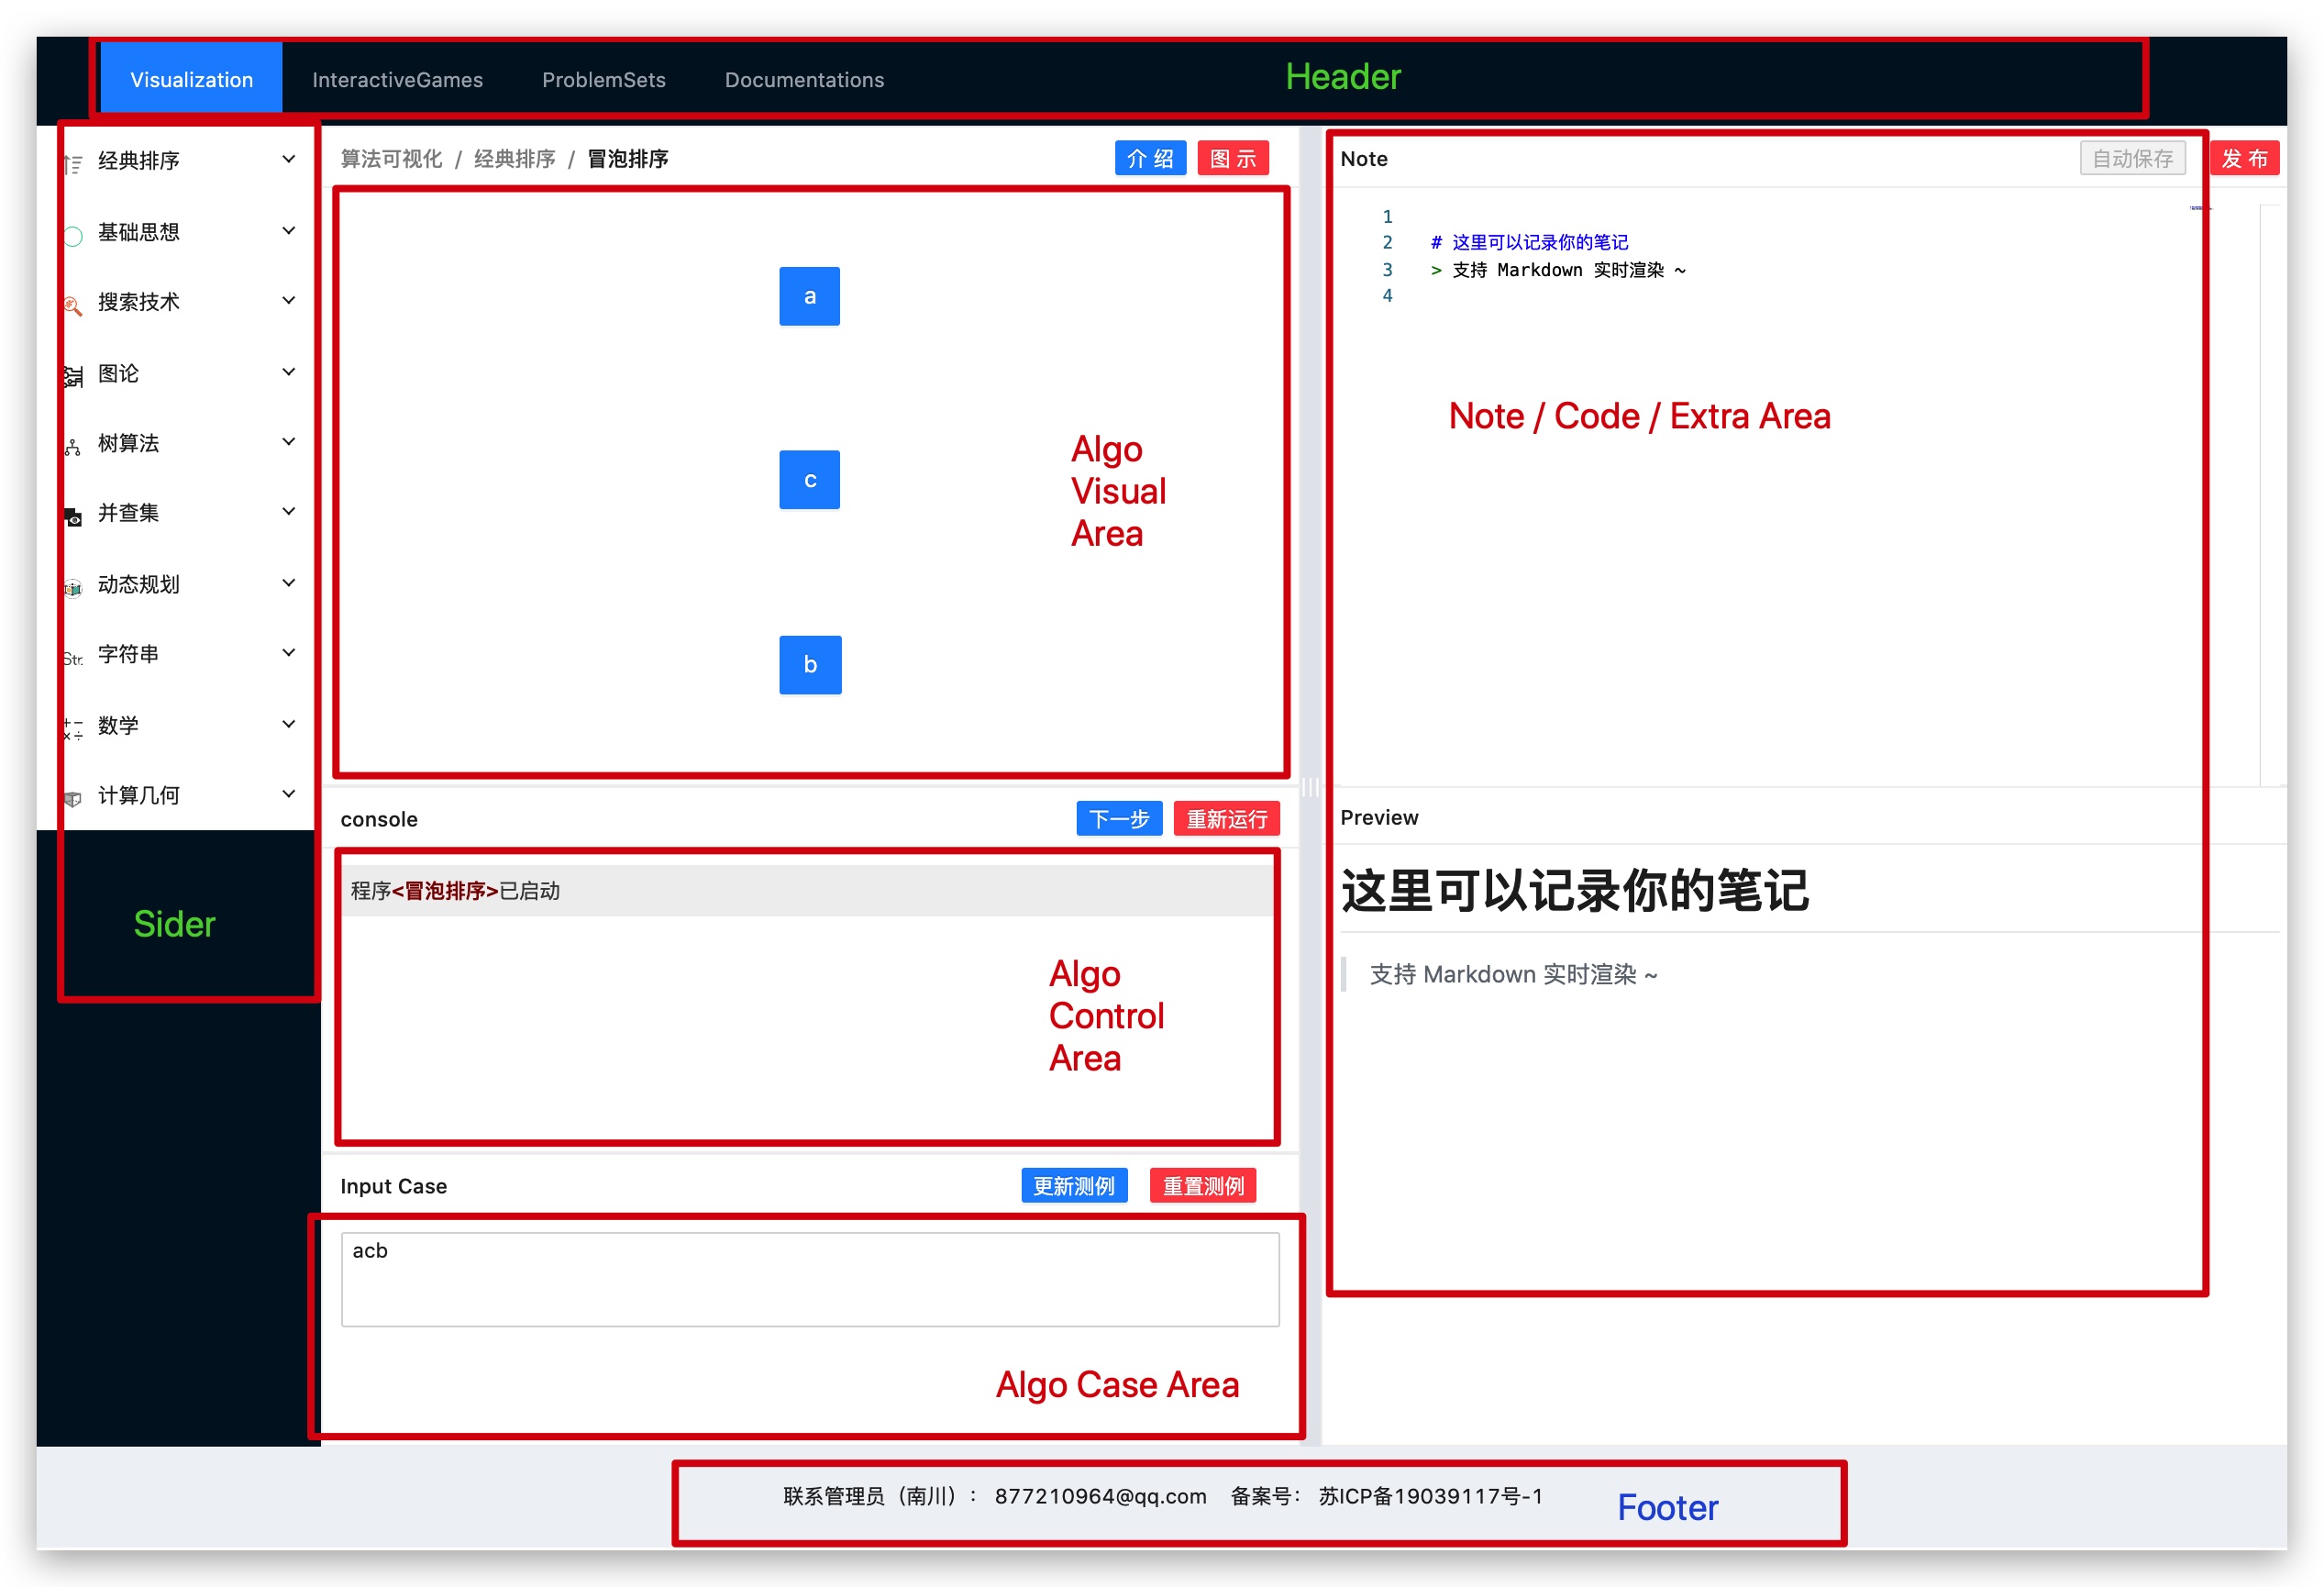 Visualization InteractiveGames ProblemSets Documentations Header
经典排序
基础思想
搜索技术
图论
树算法
并查集
动态规划
Str. 字符串
数学
计算几何
Sider
算法可视化 / 经典排序 / 冒泡排序 介 绍 图 示
a
c
b
Algo
Visual
Area
console 下一步 重新运行
程序<冒泡排序>已启动
Algo
Control
Area
Input Case 更新测例 重置测例
acb
Algo Case Area
Note 自动保存 发 布
1
2 # 这里可以记录你的笔记
3 > 支持 Markdown 实时渲染 ~
4
Note / Code / Extra Area
Preview
这里可以记录你的笔记
支持 Markdown 实时渲染 ~
联系管理员（南川）： 877210964@qq.com 备案号： 苏ICP备19039117号-1 Footer